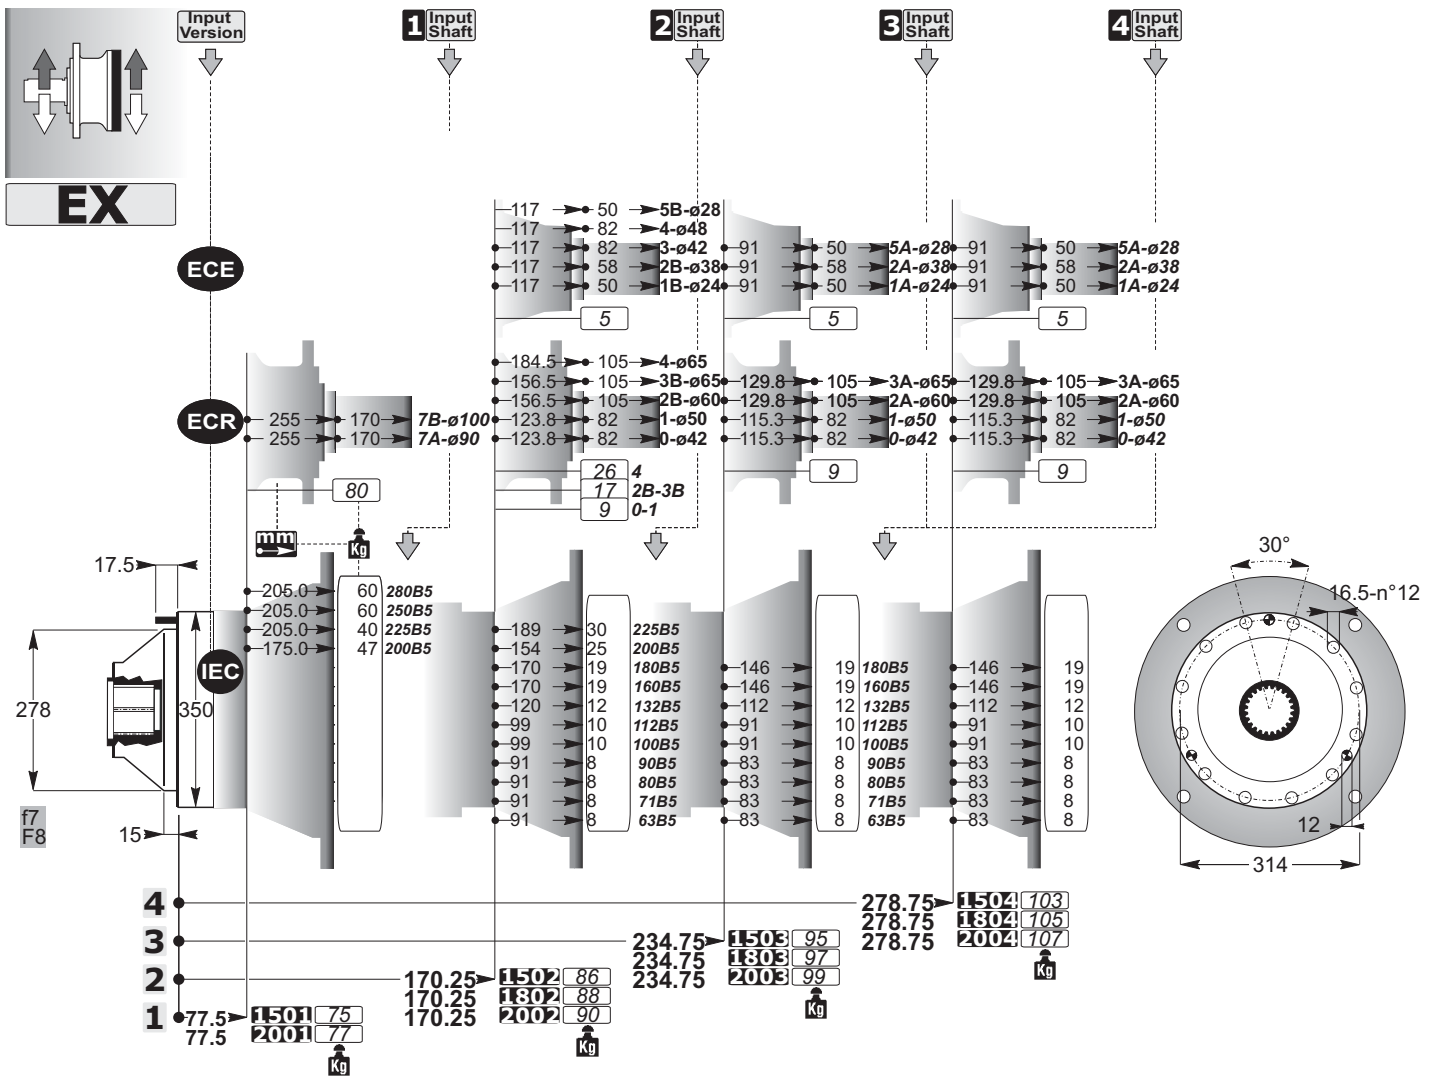 Input Version
1 Input Shaft
2 Input Shaft
3 Input Shaft
4 Input Shaft
EX
ECE
117 50 5B-ø28
117 82 4-ø48
117 82 3-ø42 91 50 5A-ø28 91 50 5A-ø28
117 58 2B-ø38 91 58 2A-ø38 91 58 2A-ø38
117 50 1B-ø24 91 50 1A-ø24 91 50 1A-ø24
5 5 5
184.5 105 4-ø65
156.5 105 3B-ø65 129.8 105 3A-ø65 129.8 105 3A-ø65
156.5 105 2B-ø60 129.8 105 2A-ø60 129.8 105 2A-ø60
ECR 255 170 7B-ø100 123.8 82 1-ø50 115.3 82 1-ø50 115.3 82 1-ø50
255 170 7A-ø90 123.8 82 0-ø42 115.3 82 0-ø42 115.3 82 0-ø42
26 4 9 9
80 17 2B-3B
9 0-1
mm Kg
17.5
30°
205.0 60 280B5 16.5-n°12
205.0 60 250B5
205.0 40 225B5 189 30 225B5
175.0 47 200B5 154 25 200B5
IEC 170 19 180B5 146 19 180B5 146 19
170 19 160B5 146 19 160B5 146 19
278 350 120 12 132B5 112 12 132B5 112 12
99 10 112B5 91 10 112B5 91 10
99 10 100B5 91 10 100B5 91 10
91 8 90B5 83 8 90B5 83 8
91 8 80B5 83 8 80B5 83 8
91 8 71B5 83 8 71B5 83 8
91 8 63B5 83 8 63B5 83 8
f7
F8
15
12
314
4 278.75 1504 103
278.75 1804 105
278.75 2004 107
Kg
3 234.75 1503 95
234.75 1803 97
234.75 2003 99
Kg
2 170.25 1502 86
170.25 1802 88
170.25 2002 90
Kg
1 77.5 1501 75
77.5 2001 77
Kg